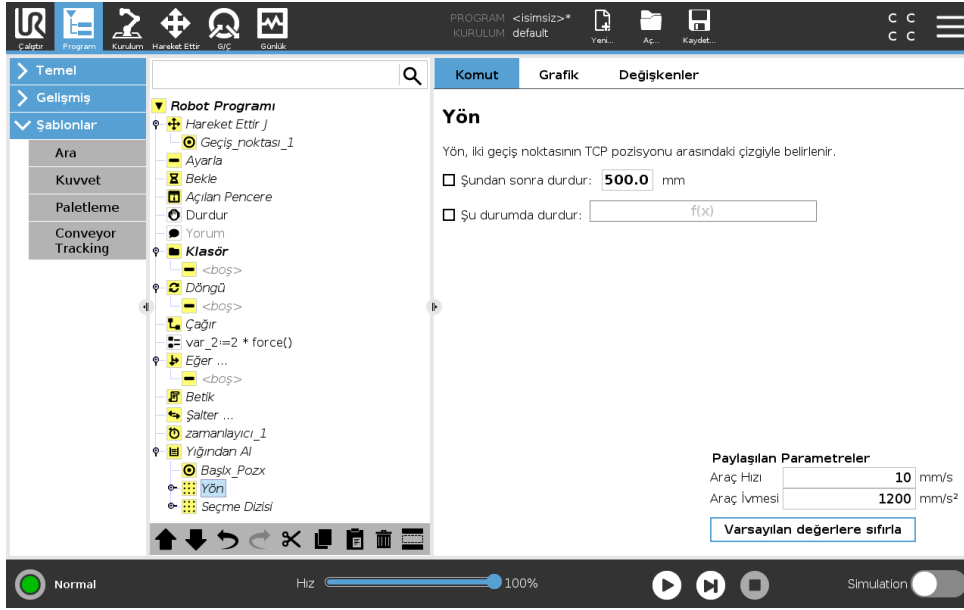 PROGRAM <isimsiz>*
KURULUM default
Çalıştır
Program
Kurulum
Hareket Ettir
G/Ç
Günlük
Yeni...
Aç...
Kaydet...
C C
C C
Temel
Gelişmiş
Şablonlar
Ara
Kuvvet
Paletleme
Conveyor
Tracking
Robot Programı
Hareket Ettir J
Geçiş_noktası_1
Ayarla
Bekle
Açılan Pencere
Durdur
Yorum
Klasör
<boş>
Döngü
<boş>
Çağır
var_2≔2 * force()
Eğer ...
<boş>
Betik
Şalter ...
zamanlayıcı_1
Yığından Al
Başlx_Pozx
Yön
Seçme Dizisi
Komut
Grafik
Değişkenler
Yön
Yön, iki geçiş noktasının TCP pozisyonu arasındaki çizgiyle belirlenir.
Şundan sonra durdur: 500.0 mm
Şu durumda durdur: f(x)
Paylaşılan Parametreler
Araç Hızı 10 mm/s
Araç İvmesi 1200 mm/s²
Varsayılan değerlere sıfırla
Normal
Hız 100%
Simulation